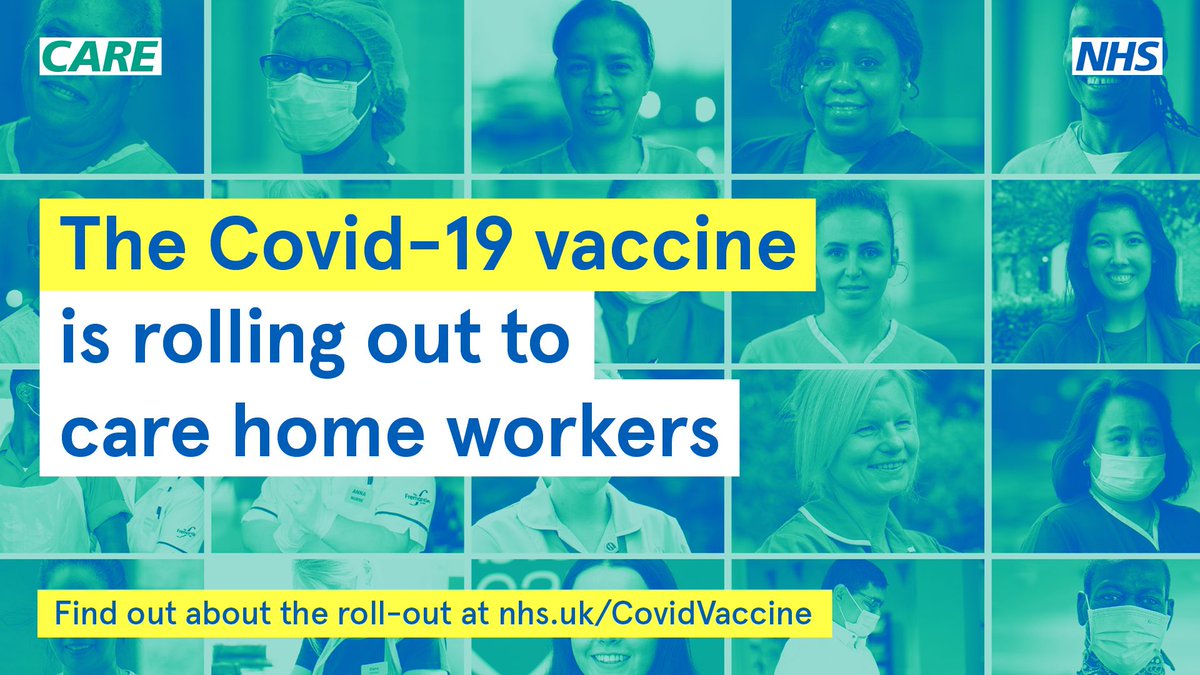 CARE
NHS
The Covid-19 vaccine
is rolling out to
care home workers
ANNA
NURSE
Find out about the roll-out at nhs.uk/CovidVaccine